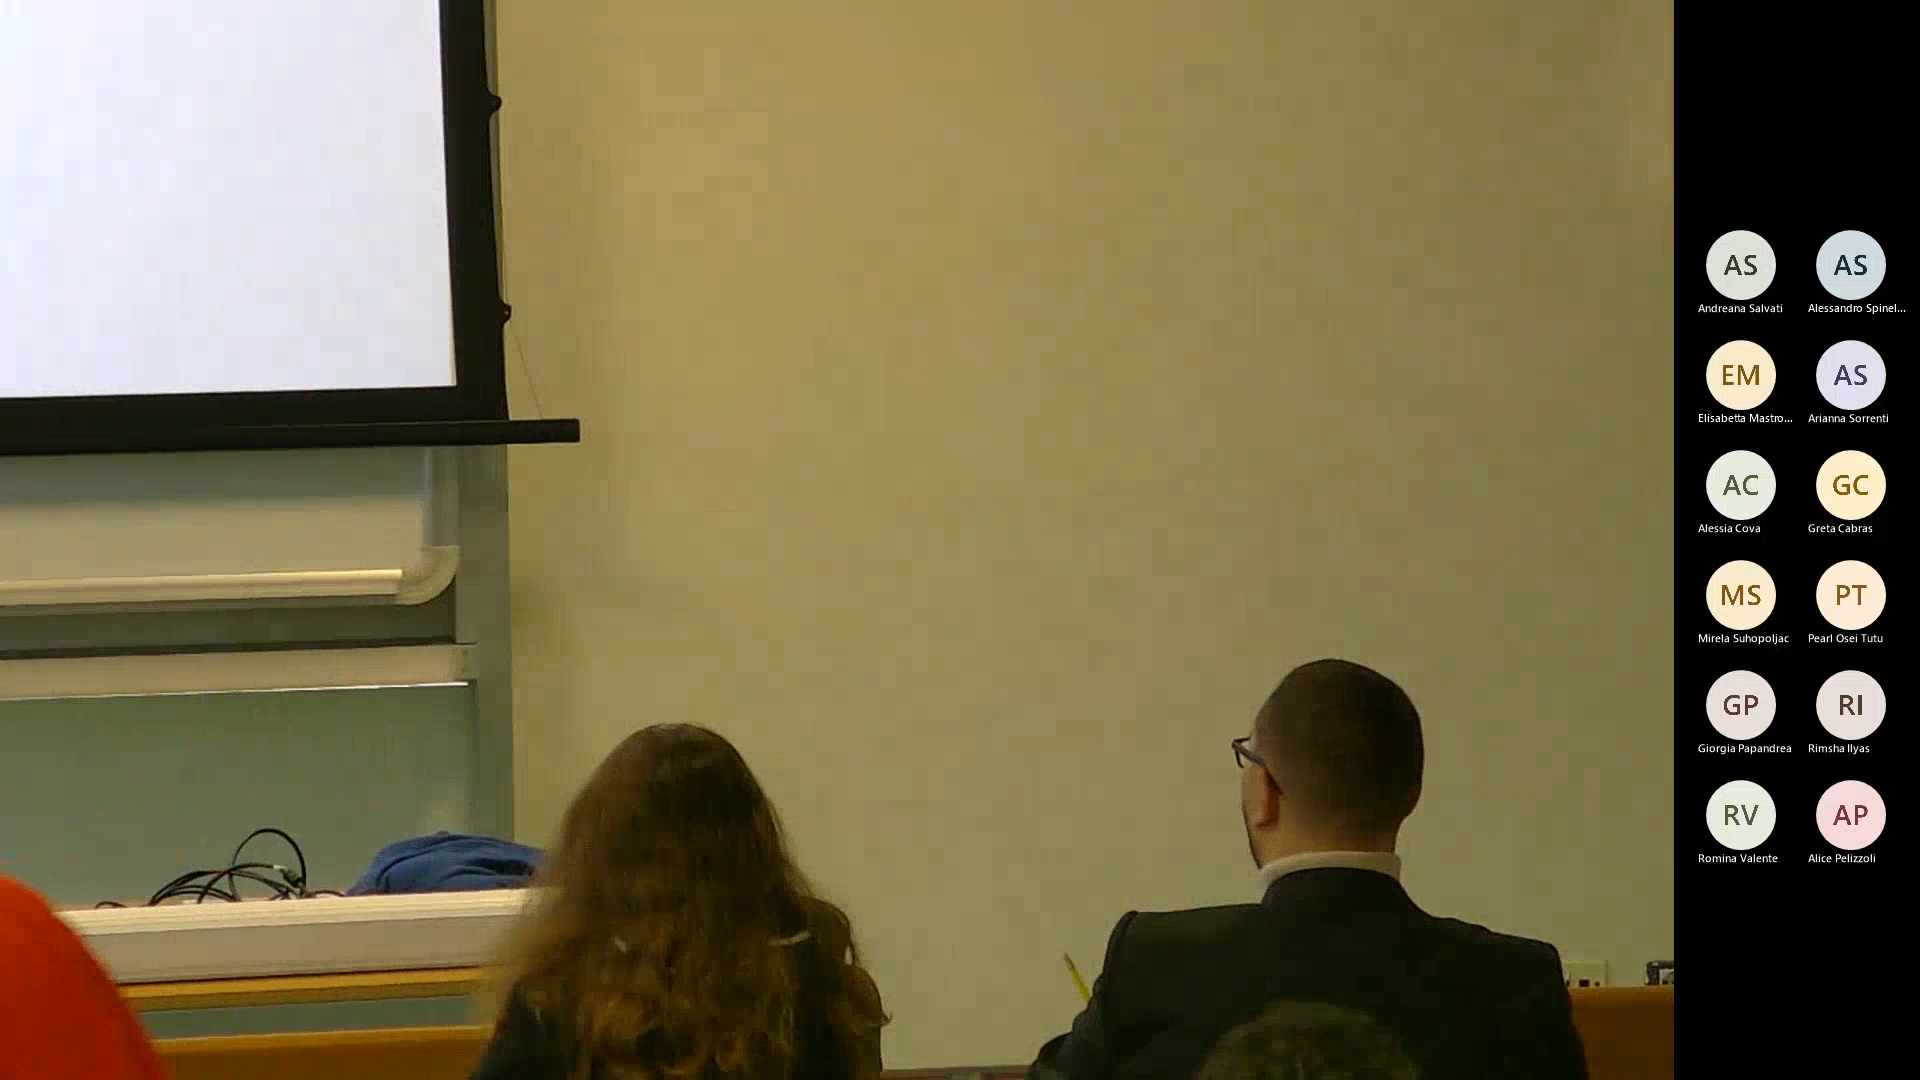 AS
AS
Andreana Salvati
Alessandro Spinel...
EM
AS
Elisabetta Mastro...
Arianna Sorrenti
AC
GC
Alessia Cova
Greta Cabras
MS
PT
Mirela Suhopoljac
Pearl Osei Tutu
GP
RI
Giorgia Papandrea
Rimsha Ilyas
RV
AP
Romina Valente
Alice Pelizzoli